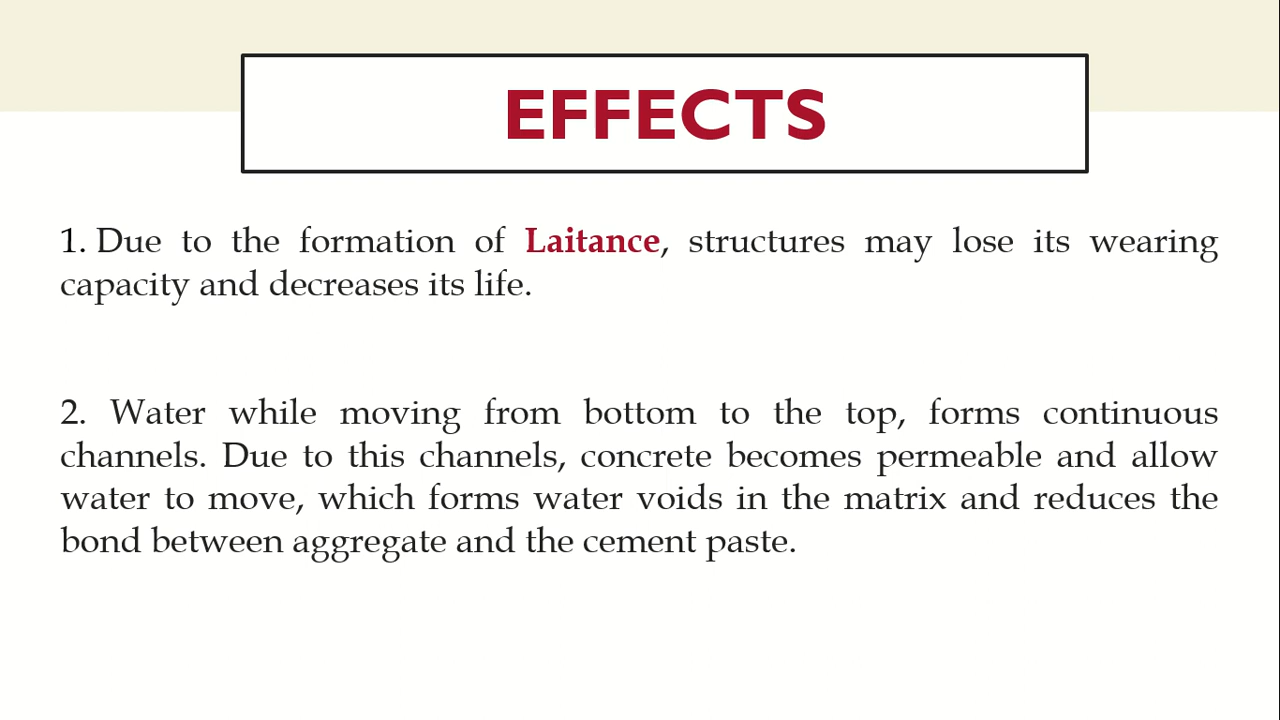 EFFECTS
1. Due to the formation of Laitance, structures may lose its wearing
capacity and decreases its life.
2. Water while moving from bottom to the top, forms continuous
channels. Due to this channels, concrete becomes permeable and allow
water to move, which forms water voids in the matrix and reduces the
bond between aggregate and the cement paste.